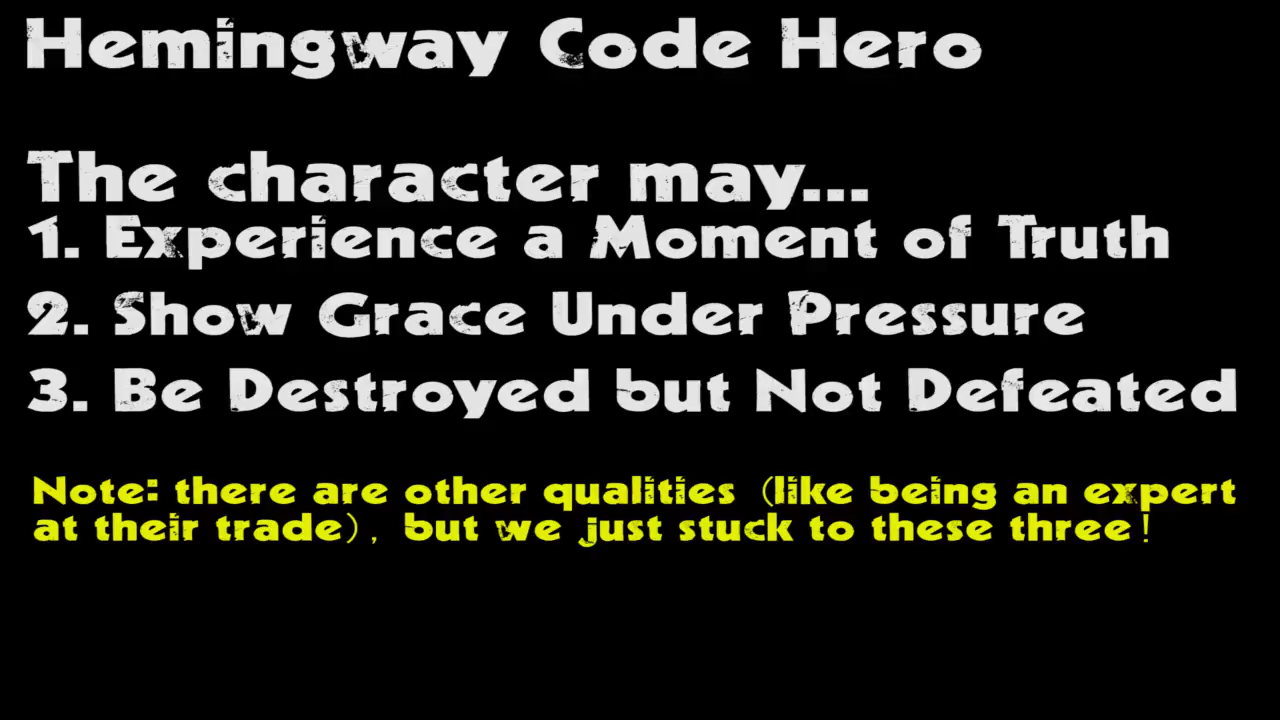 Hemingway Code Hero
The character may...
1. Experience a Moment of Truth
2. Show Grace Under Pressure
3. Be Destroyed but Not Defeated
Note: there are other qualities (like being an expert
at their trade), but we just stuck to these three!